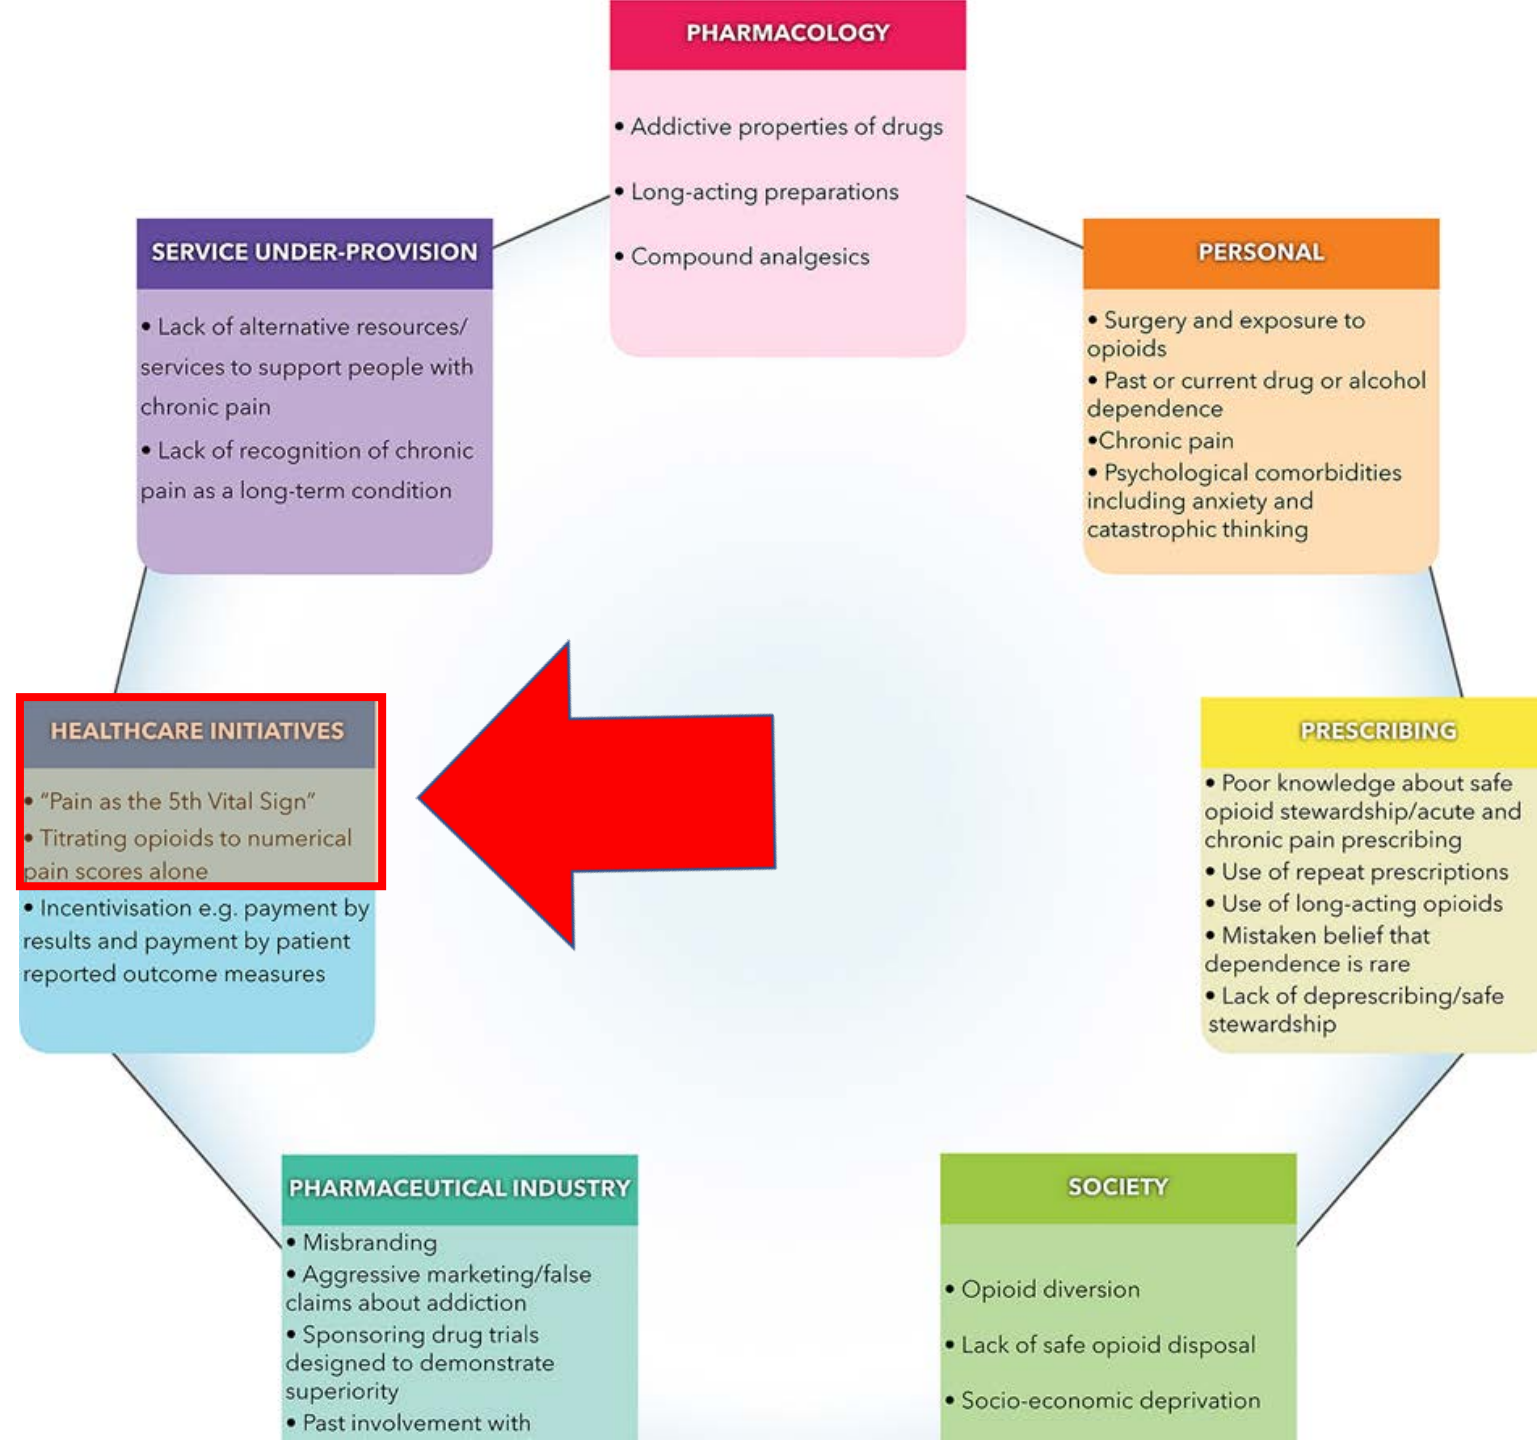 PHARMACOLOGY
• Addictive properties of drugs
• Long-acting preparations
• Compound analgesics
PERSONAL
• Surgery and exposure to
opioids
• Past or current drug or alcohol
dependence
•Chronic pain
• Psychological comorbidities
including anxiety and
catastrophic thinking
PRESCRIBING
• Poor knowledge about safe
opioid stewardship/acute and
chronic pain prescribing
• Use of repeat prescriptions
• Use of long-acting opioids
• Mistaken belief that
dependence is rare
• Lack of deprescribing/safe
stewardship
SOCIETY
• Opioid diversion
• Lack of safe opioid disposal
• Socio-economic deprivation
PHARMACEUTICAL INDUSTRY
• Misbranding
• Aggressive marketing/false
claims about addiction
• Sponsoring drug trials
designed to demonstrate
superiority
• Past involvement with
HEALTHCARE INITIATIVES
• “Pain as the 5th Vital Sign”
• Titrating opioids to numerical
pain scores alone
• Incentivisation e.g. payment by
results and payment by patient
reported outcome measures
SERVICE UNDER-PROVISION
• Lack of alternative resources/
services to support people with
chronic pain
• Lack of recognition of chronic
pain as a long-term condition